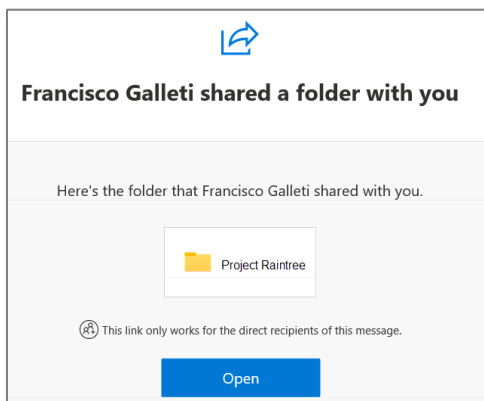 Francisco Galleti shared a folder with you
Here's the folder that Francisco Galleti shared with you.
Project Raintree
This link only works for the direct recipients of this message.
Open